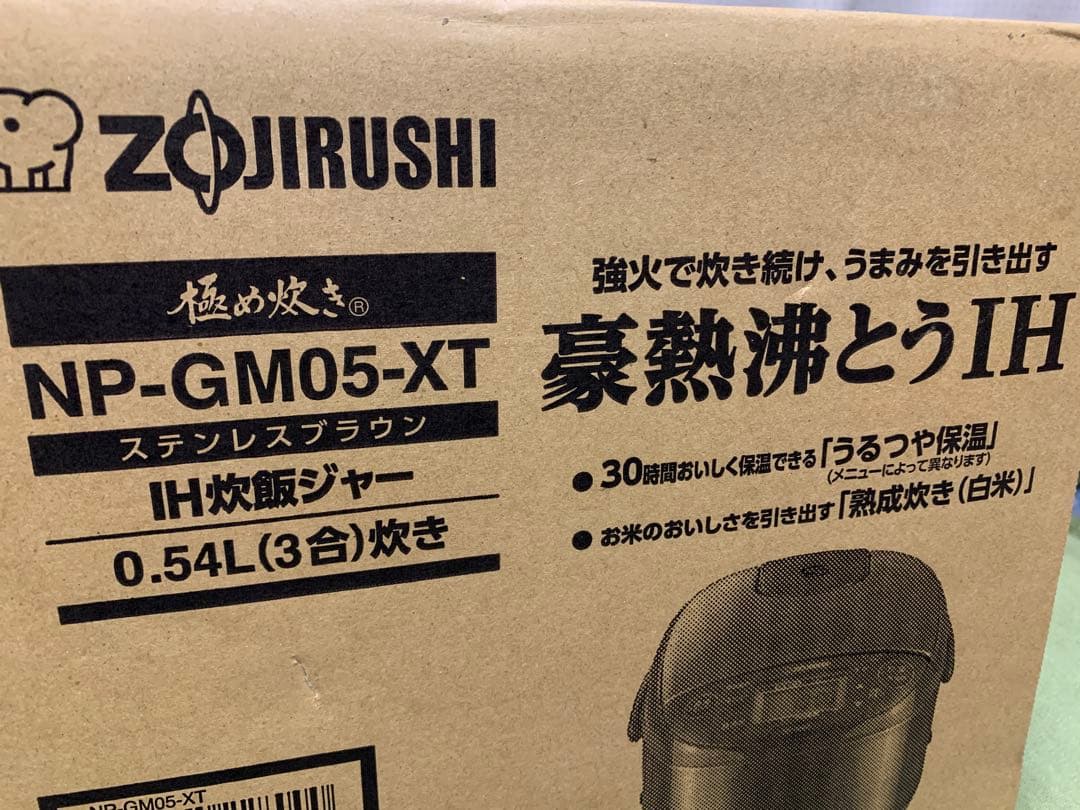 ZOJIRUSHI
極め炊き®
NP-GM05-XT
ステンレスブラウン
IH炊飯ジャー
0.54L(3合)炊き
強火で炊き続け、うまみを引き出す
豪熱沸とうIH
●30時間おいしく保温できる「うるつや保温」
(メニューによって異なります)
●お米のおいしさを引き出す「熟成炊き(白米)」
NP-GM05-XT